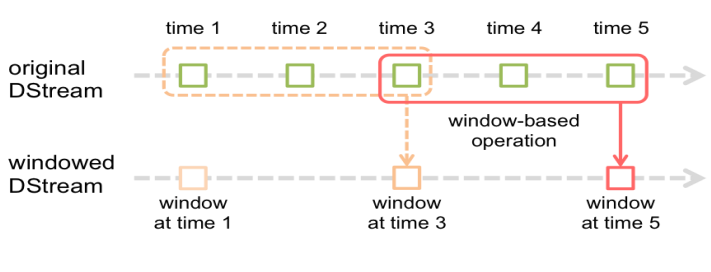 time 1 time 2 time 3 time 4 time 5
original
DStream
window-based
operation
windowed
DStream
window
at time 1
window
at time 3
window
at time 5